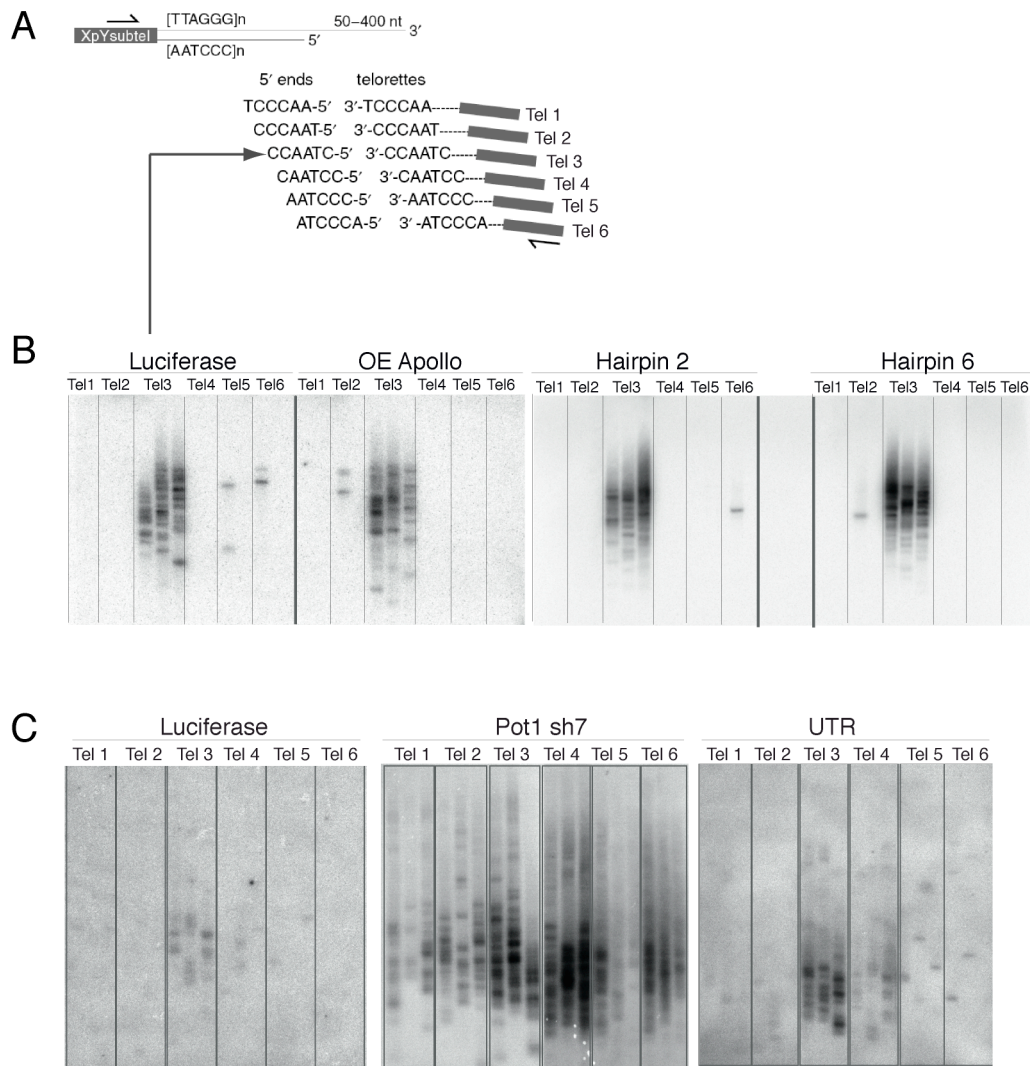 A
[TTAGGG]n 50–400 nt
3′
XpYsubtel
5′
[AATCCC]n
5′ ends telorettes
TCCCAA-5′ 3′-TCCCAA------ Tel 1
CCCAAT-5′ 3′-CCCAAT------ Tel 2
CCAATC-5′ 3′-CCAATC----- Tel 3
CAATCC-5′ 3′-CAATCC---- Tel 4
AATCCC-5′ 3′-AATCCC---- Tel 5
ATCCCA-5′ 3′-ATCCCA---- Tel 6
B
Luciferase OE Apollo Hairpin 2 Hairpin 6
Tel1 Tel2 Tel3 Tel4 Tel5 Tel6 Tel1 Tel2 Tel3 Tel4 Tel5 Tel6 Tel1 Tel2 Tel3 Tel4 Tel5 Tel6 Tel1 Tel2 Tel3 Tel4 Tel5 Tel6
C
Luciferase Pot1 sh7 UTR
Tel 1 Tel 2 Tel 3 Tel 4 Tel 5 Tel 6 Tel 1 Tel 2 Tel 3 Tel 4 Tel 5 Tel 6 Tel 1 Tel 2 Tel 3 Tel 4 Tel 5 Tel 6